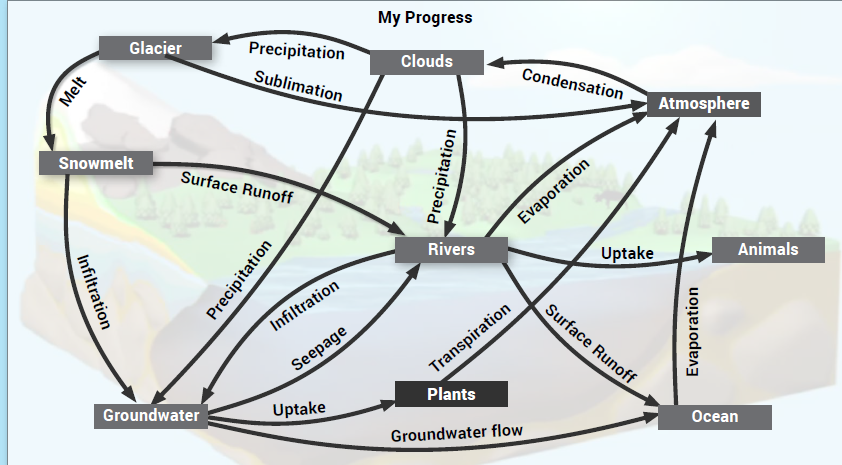 My Progress
Glacier
Precipitation
Clouds
Sublimation
Condensation
Atmosphere
Melt
Snowmelt
Surface Runoff
Precipitation
Evaporation
Rivers
Uptake
Animals
Infiltration
Precipitation
Infiltration
Seepage
Transpiration
Surface Runoff
Evaporation
Plants
Groundwater
Uptake
Ocean
Groundwater flow